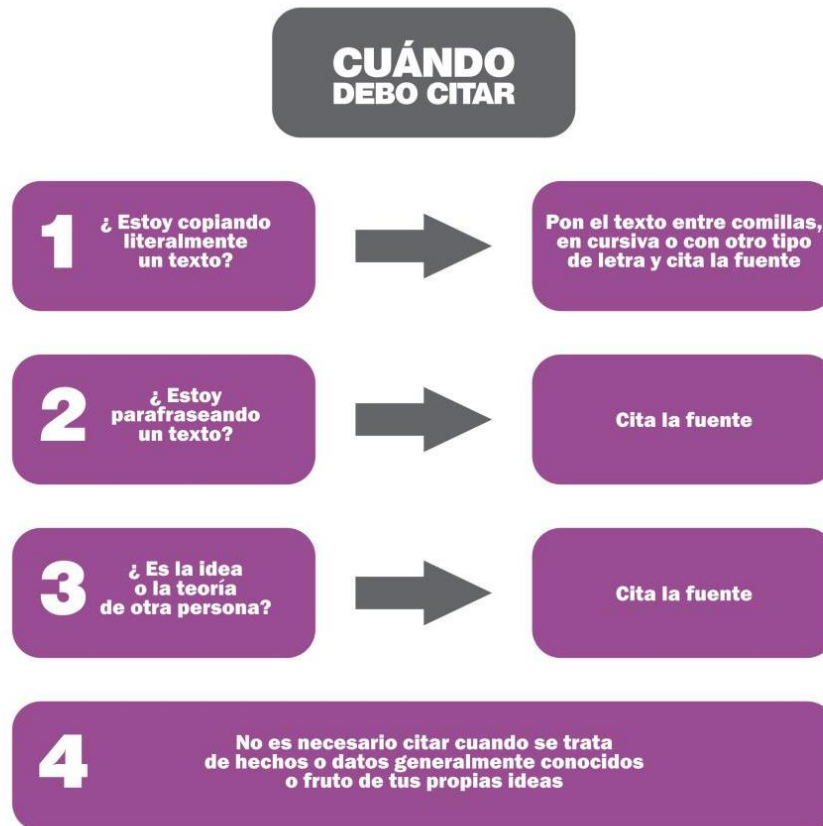 CUÁNDO
DEBO CITAR
1
¿ Estoy copiando
literalmente
un texto?
Pon el texto entre comillas,
en cursiva o con otro tipo
de letra y cita la fuente
2
¿ Estoy
parafraseando
un texto?
Cita la fuente
3
¿ Es la idea
o la teoría
de otra persona?
Cita la fuente
4
No es necesario citar cuando se trata
de hechos o datos generalmente conocidos
o fruto de tus propias ideas